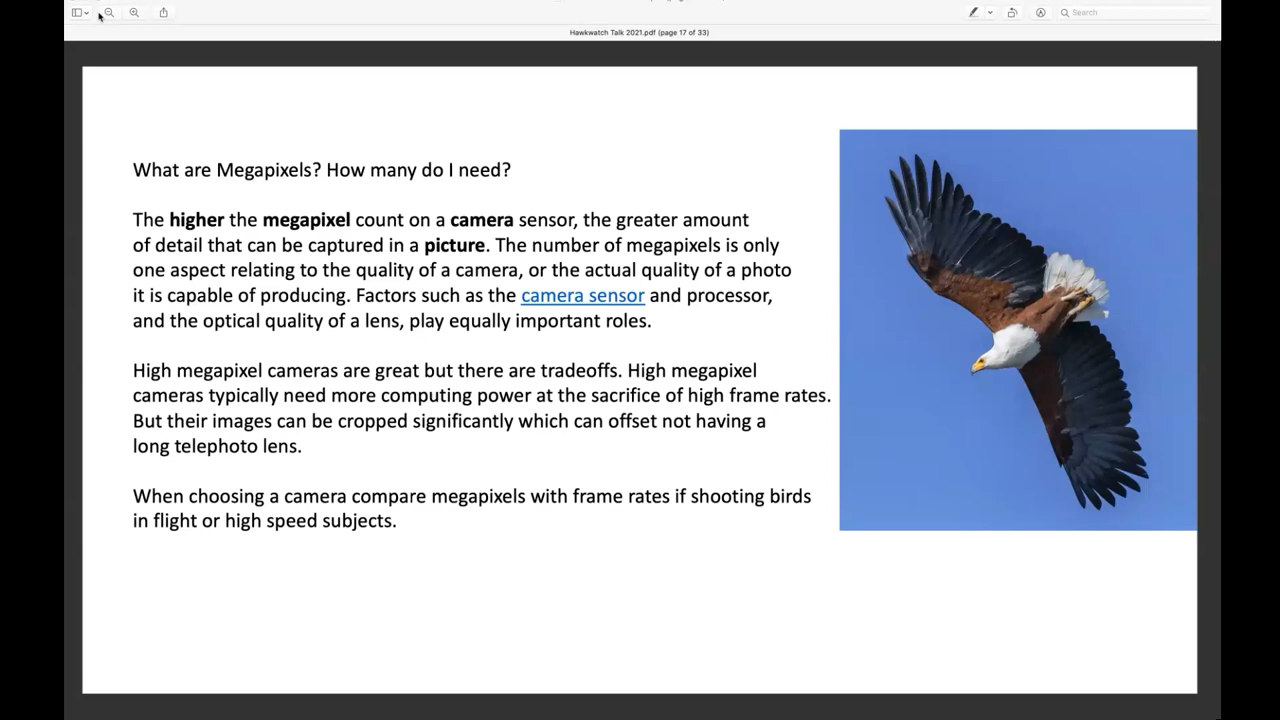 Search
Hawkwatch Talk 2021.pdf (page 17 of 33)
What are Megapixels? How many do I need?
The higher the megapixel count on a camera sensor, the greater amount
of detail that can be captured in a picture. The number of megapixels is only
one aspect relating to the quality of a camera, or the actual quality of a photo
it is capable of producing. Factors such as the camera sensor and processor,
and the optical quality of a lens, play equally important roles.
High megapixel cameras are great but there are tradeoffs. High megapixel
cameras typically need more computing power at the sacrifice of high frame rates.
But their images can be cropped significantly which can offset not having a
long telephoto lens.
When choosing a camera compare megapixels with frame rates if shooting birds
in flight or high speed subjects.